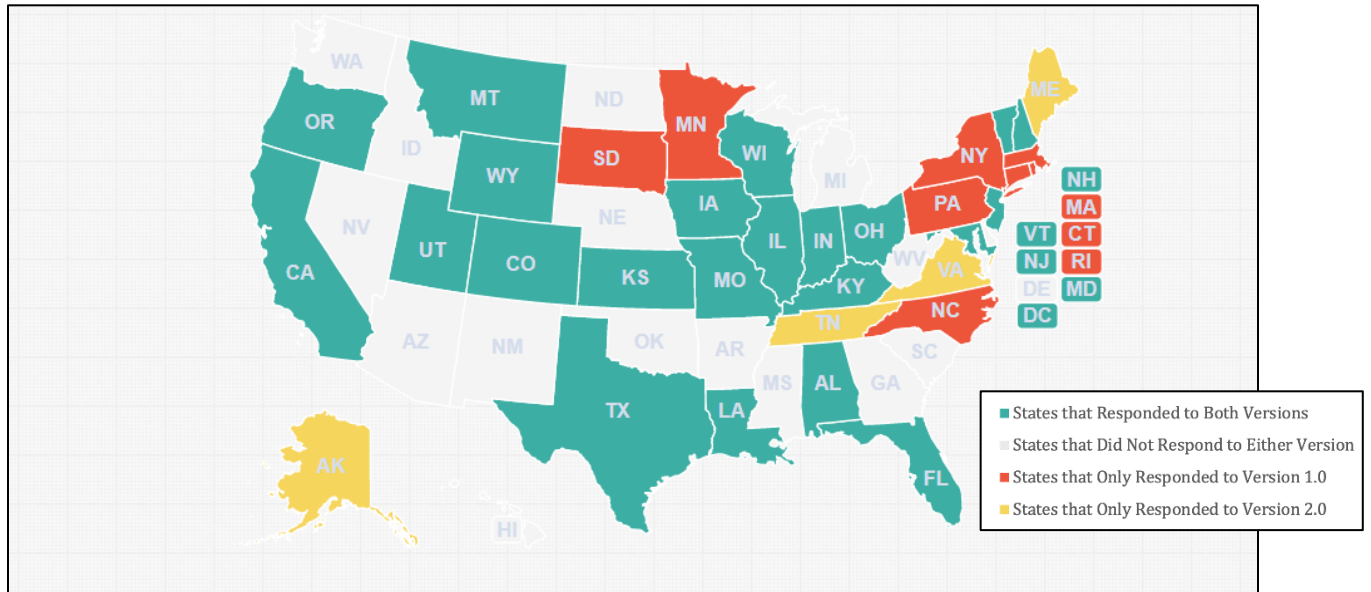 WA
MT
ND
MN
ME
OR
ID
SD
WI
NY
WY
MI
NH
IA
NE
PA
MA
NV
UT
CO
IL
IN
OH
VT
CT
CA
KS
MO
WV
VA
NJ
RI
KY
DE
MD
NC
DC
TN
AZ
NM
OK
AR
SC
TX
LA
MS
AL
GA
States that Responded to Both Versions
States that Did Not Respond to Either Version
AK
FL
States that Only Responded to Version 1.0
States that Only Responded to Version 2.0
HI